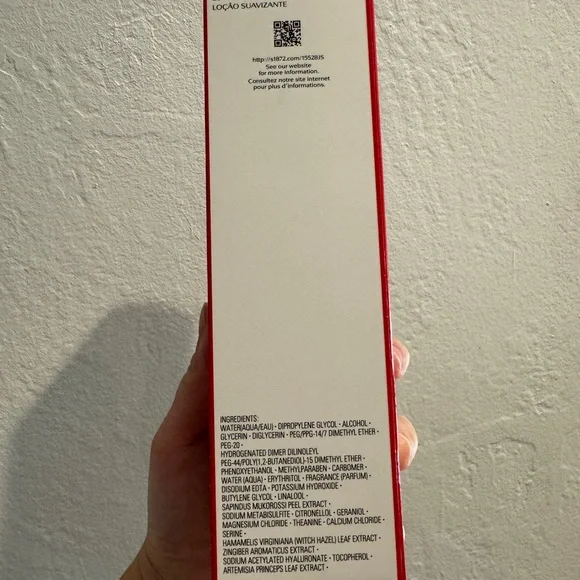 LOÇÃO SUAVIZANTE
http://s1872.com/15528JS
See our website
for more information.
Consultez notre site internet
pour plus d'informations.
INGREDIENTS:
WATER(AQUA/EAU)・DIPROPYLENE GLYCOL・ALCOHOL・
GLYCERIN・DIGLYCERIN・PEG/PPG-14/7 DIMETHYL ETHER・
PEG-20・
HYDROGENATED DIMER DILINOLEYL
PEG-44/POLY(1,2-BUTANEDIOL)-15 DIMETHYL ETHER・
PHENOXYETHANOL・METHYLPARABEN・CARBOMER・
WATER (AQUA)・ERYTHRITOL・FRAGRANCE (PARFUM)・
DISODIUM EDTA・POTASSIUM HYDROXIDE・
BUTYLENE GLYCOL・LINALOOL・
SAPINDUS MUKOROSSI PEEL EXTRACT・
SODIUM METABISULFITE・CITRONELLOL・GERANIOL・
MAGNESIUM CHLORIDE・THEANINE・CALCIUM CHLORIDE・
SERINE・
HAMAMELIS VIRGINIANA (WITCH HAZEL) LEAF EXTRACT・
ZINGIBER AROMATICUS EXTRACT・
SODIUM ACETYLATED HYALURONATE・TOCOPHEROL・
ARTEMISIA PRINCEPS LEAF EXTRACT・